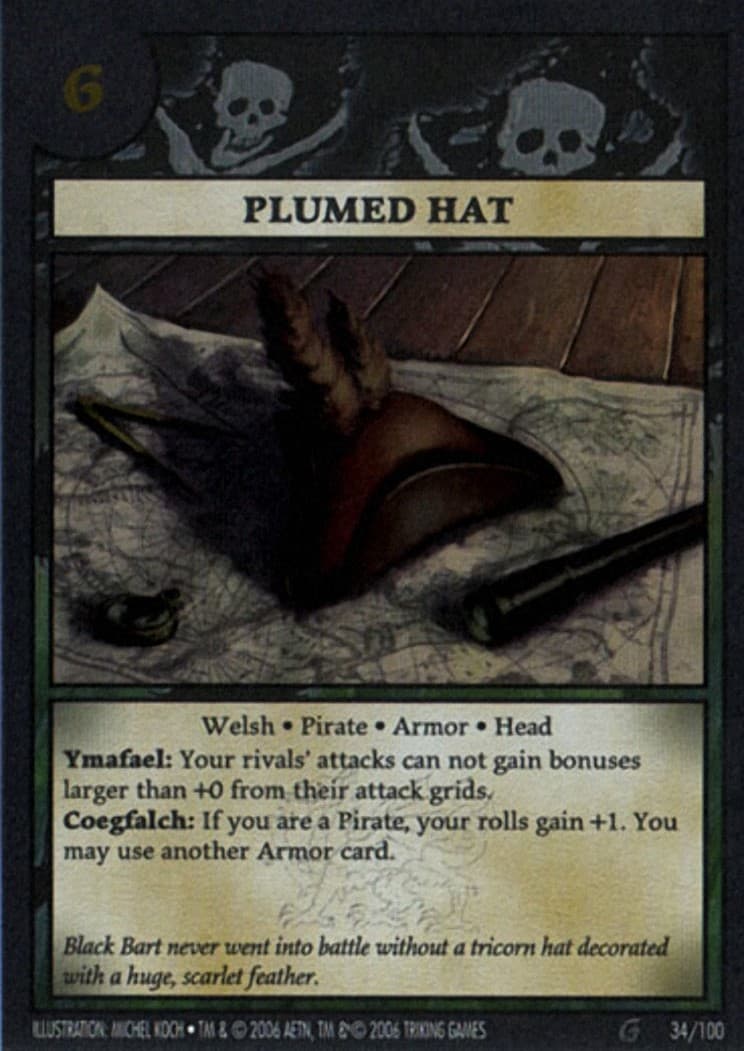 6
PLUMED HAT
Welsh • Pirate • Armor • Head
Ymafael: Your rivals' attacks can not gain bonuses
larger than +0 from their attack grids.
Coegfalch: If you are a Pirate, your rolls gain +1. You
may use another Armor card.
Black Bart never went into battle without a tricorn hat decorated
with a huge, scarlet feather.
ILLUSTRATION: MICHEL KOCH • TM & © 2006 AETN, TM & © 2006 TRIKING GAMES
G 34/100